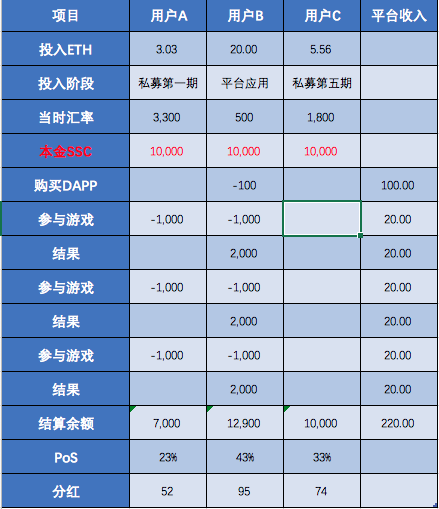 项目 用户A 用户B 用户C 平台收入
投入ETH 3.03 20.00 5.56
投入阶段 私募第一期 平台应用 私募第五期
当时汇率 3,300 500 1,800
本金SSC 10,000 10,000 10,000
购买DAPP -100 100.00
参与游戏 -1,000 -1,000 20.00
结果 2,000 20.00
参与游戏 -1,000 -1,000 20.00
结果 2,000 20.00
参与游戏 -1,000 -1,000 20.00
结果 2,000 20.00
结算余额 7,000 12,900 10,000 220.00
PoS 23% 43% 33%
分红 52 95 74